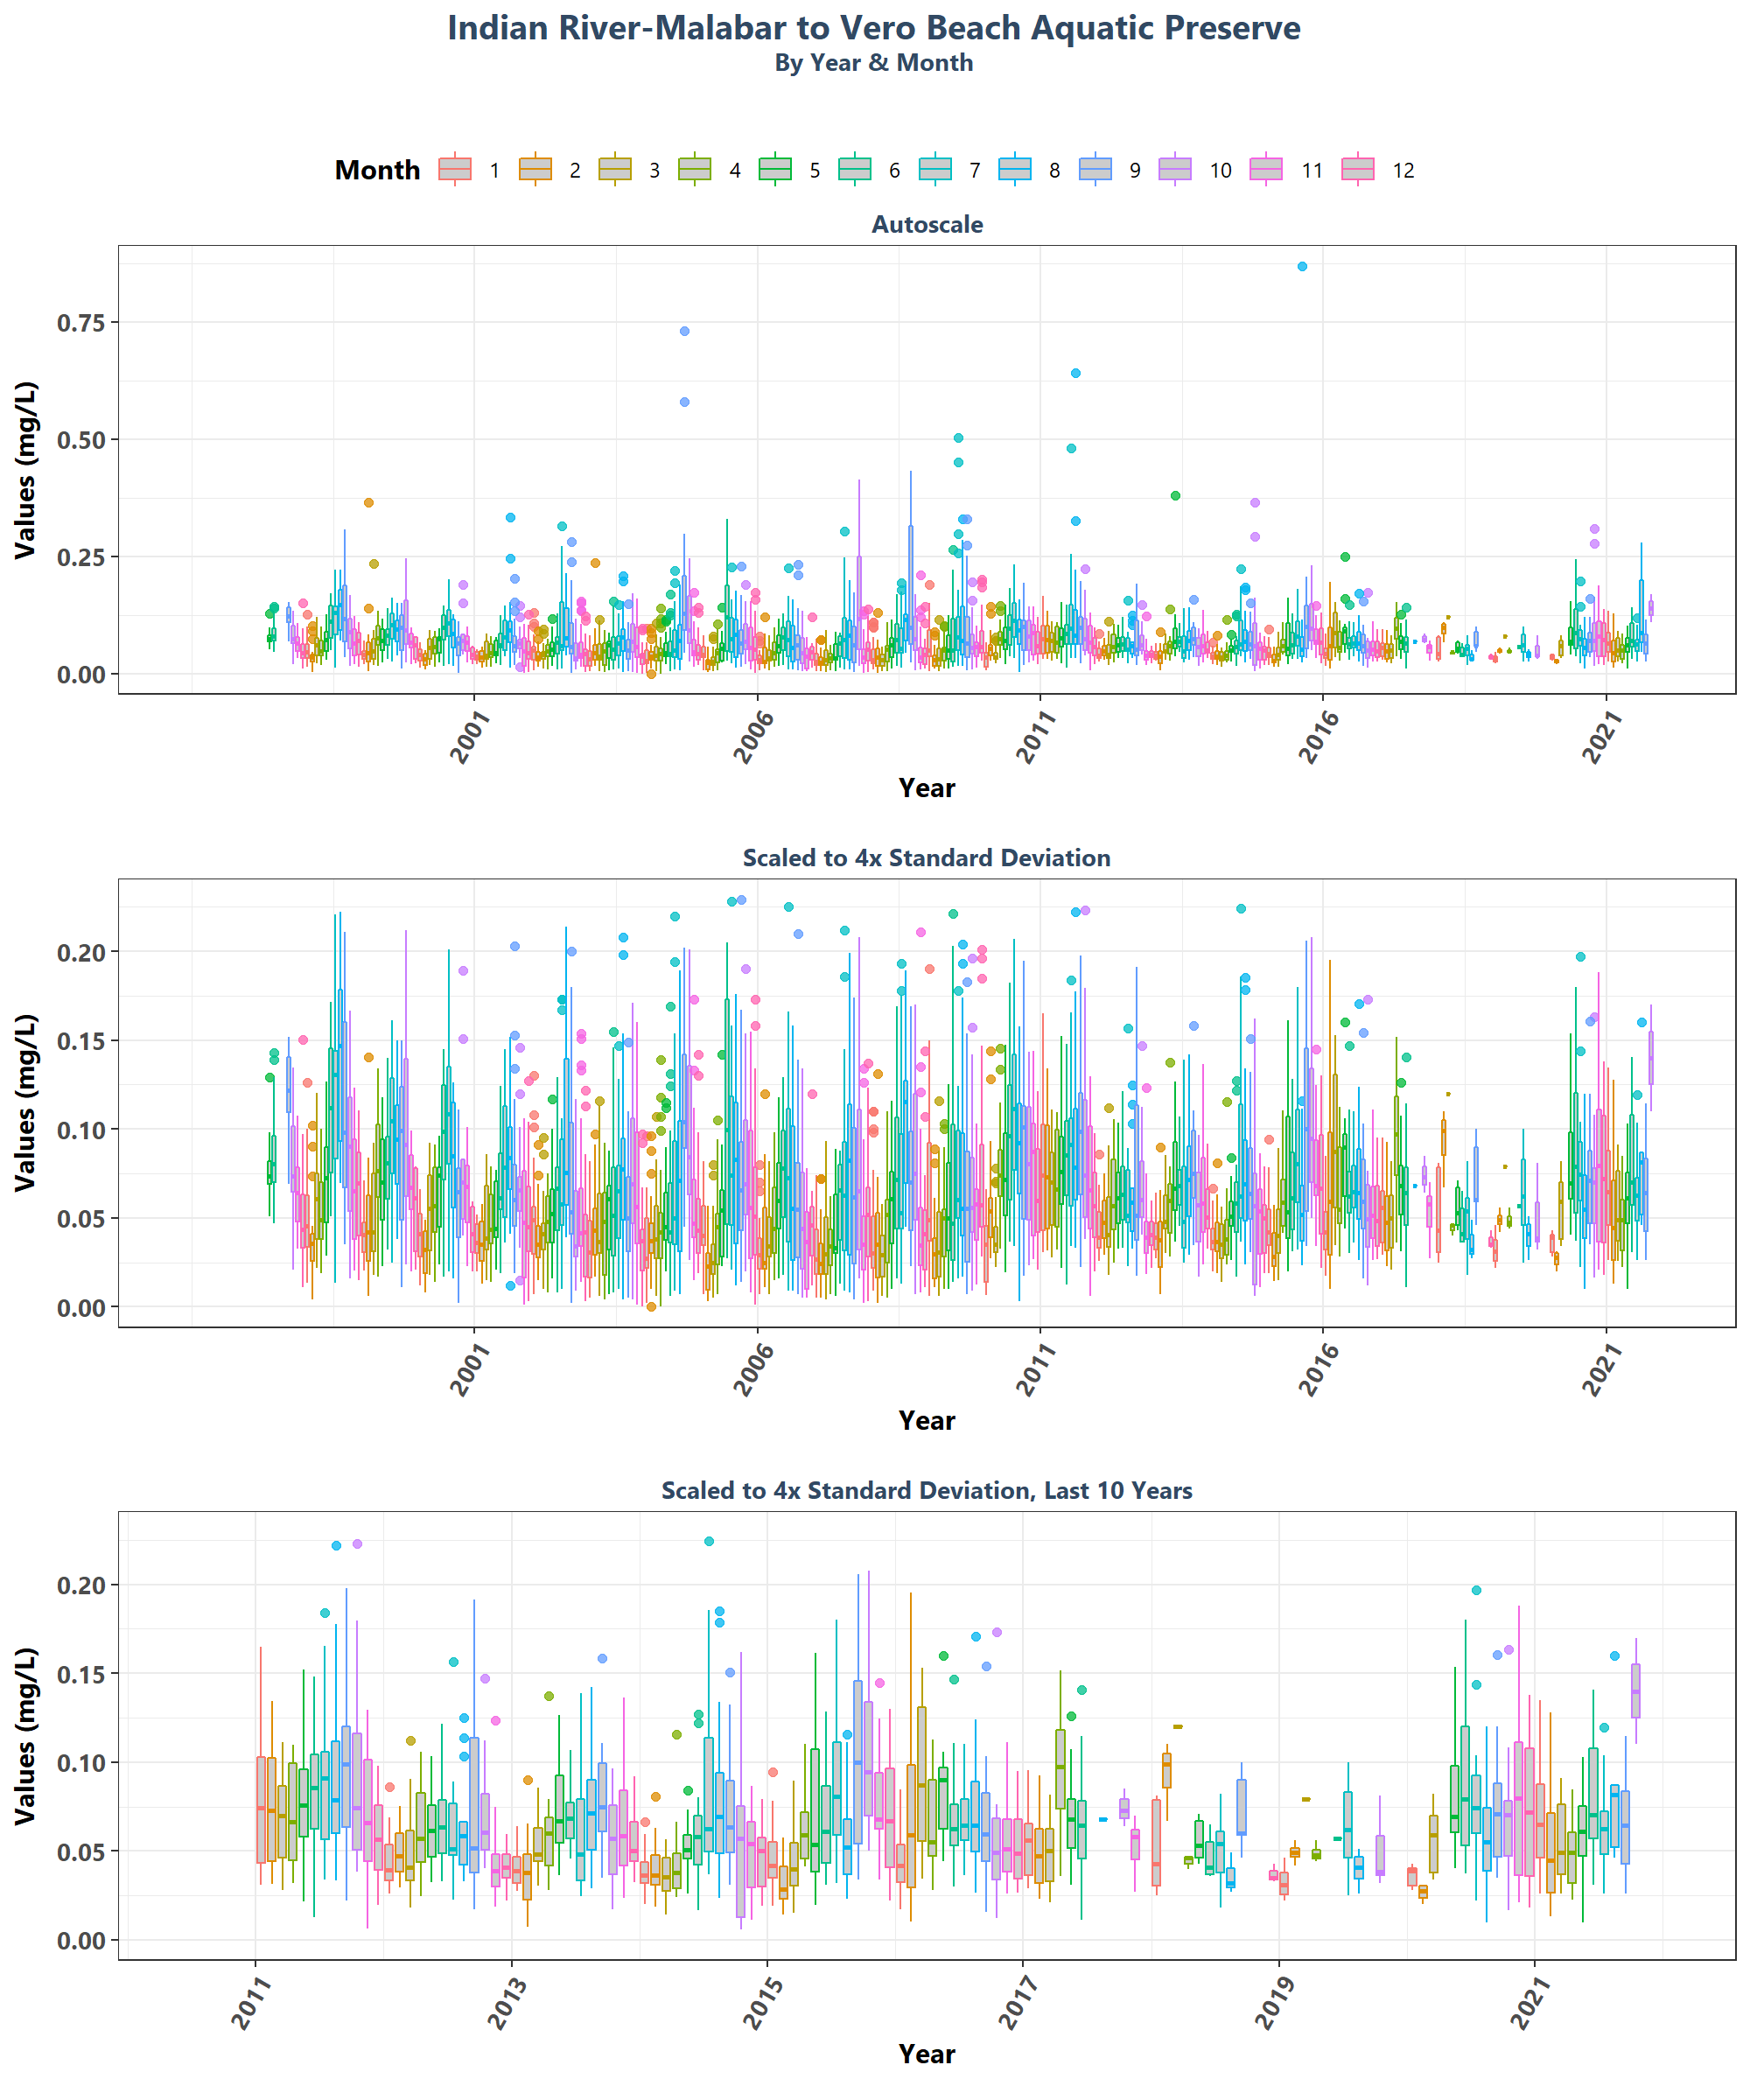 Indian River-Malabar to Vero Beach Aquatic Preserve
By Year & Month
Month 1 2 3 4 5 6 7 8 9 10 11 12
Autoscale
Values (mg/L)
0.75
0.50
0.25
0.00
2001 2006 2011 2016 2021
Year
Scaled to 4x Standard Deviation
Values (mg/L)
0.20
0.15
0.10
0.05
0.00
2001 2006 2011 2016 2021
Year
Scaled to 4x Standard Deviation, Last 10 Years
Values (mg/L)
0.20
0.15
0.10
0.05
0.00
2011 2013 2015 2017 2019 2021
Year